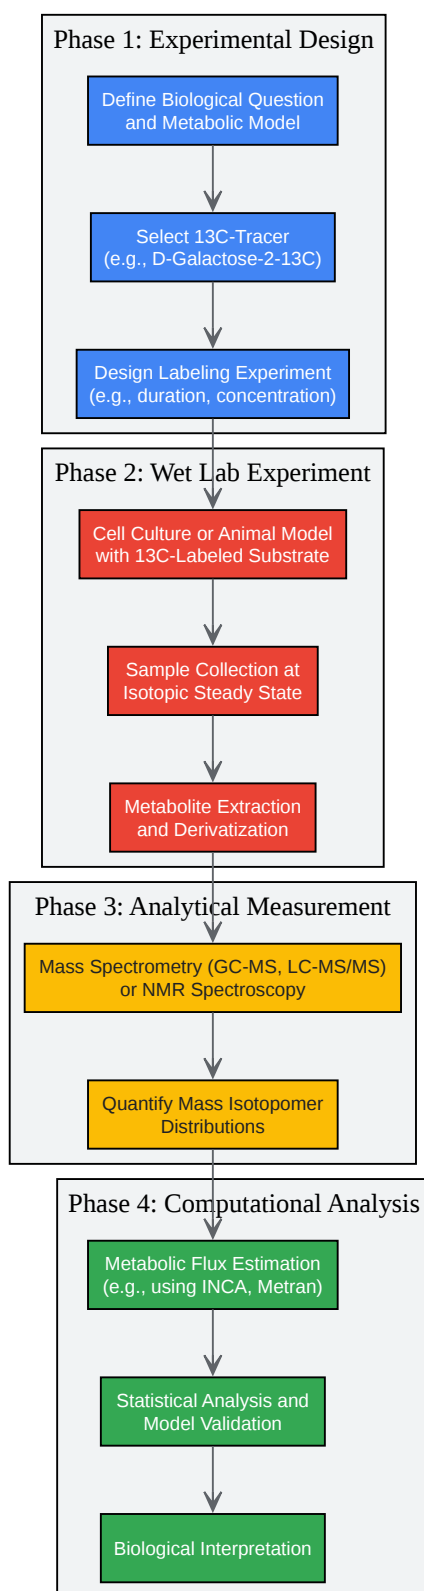 Phase 1: Experimental Design
Define Biological Question
and Metabolic Model
Select 13C-Tracer
(e.g., D-Galactose-2-13C)
Design Labeling Experiment
(e.g., duration, concentration)
Phase 2: Wet Lab Experiment
Cell Culture or Animal Model
with 13C-Labeled Substrate
Sample Collection at
Isotopic Steady State
Metabolite Extraction
and Derivatization
Phase 3: Analytical Measurement
Mass Spectrometry (GC-MS, LC-MS/MS)
or NMR Spectroscopy
Quantify Mass Isotopomer
Distributions
Phase 4: Computational Analysis
Metabolic Flux Estimation
(e.g., using INCA, Metran)
Statistical Analysis and
Model Validation
Biological Interpretation